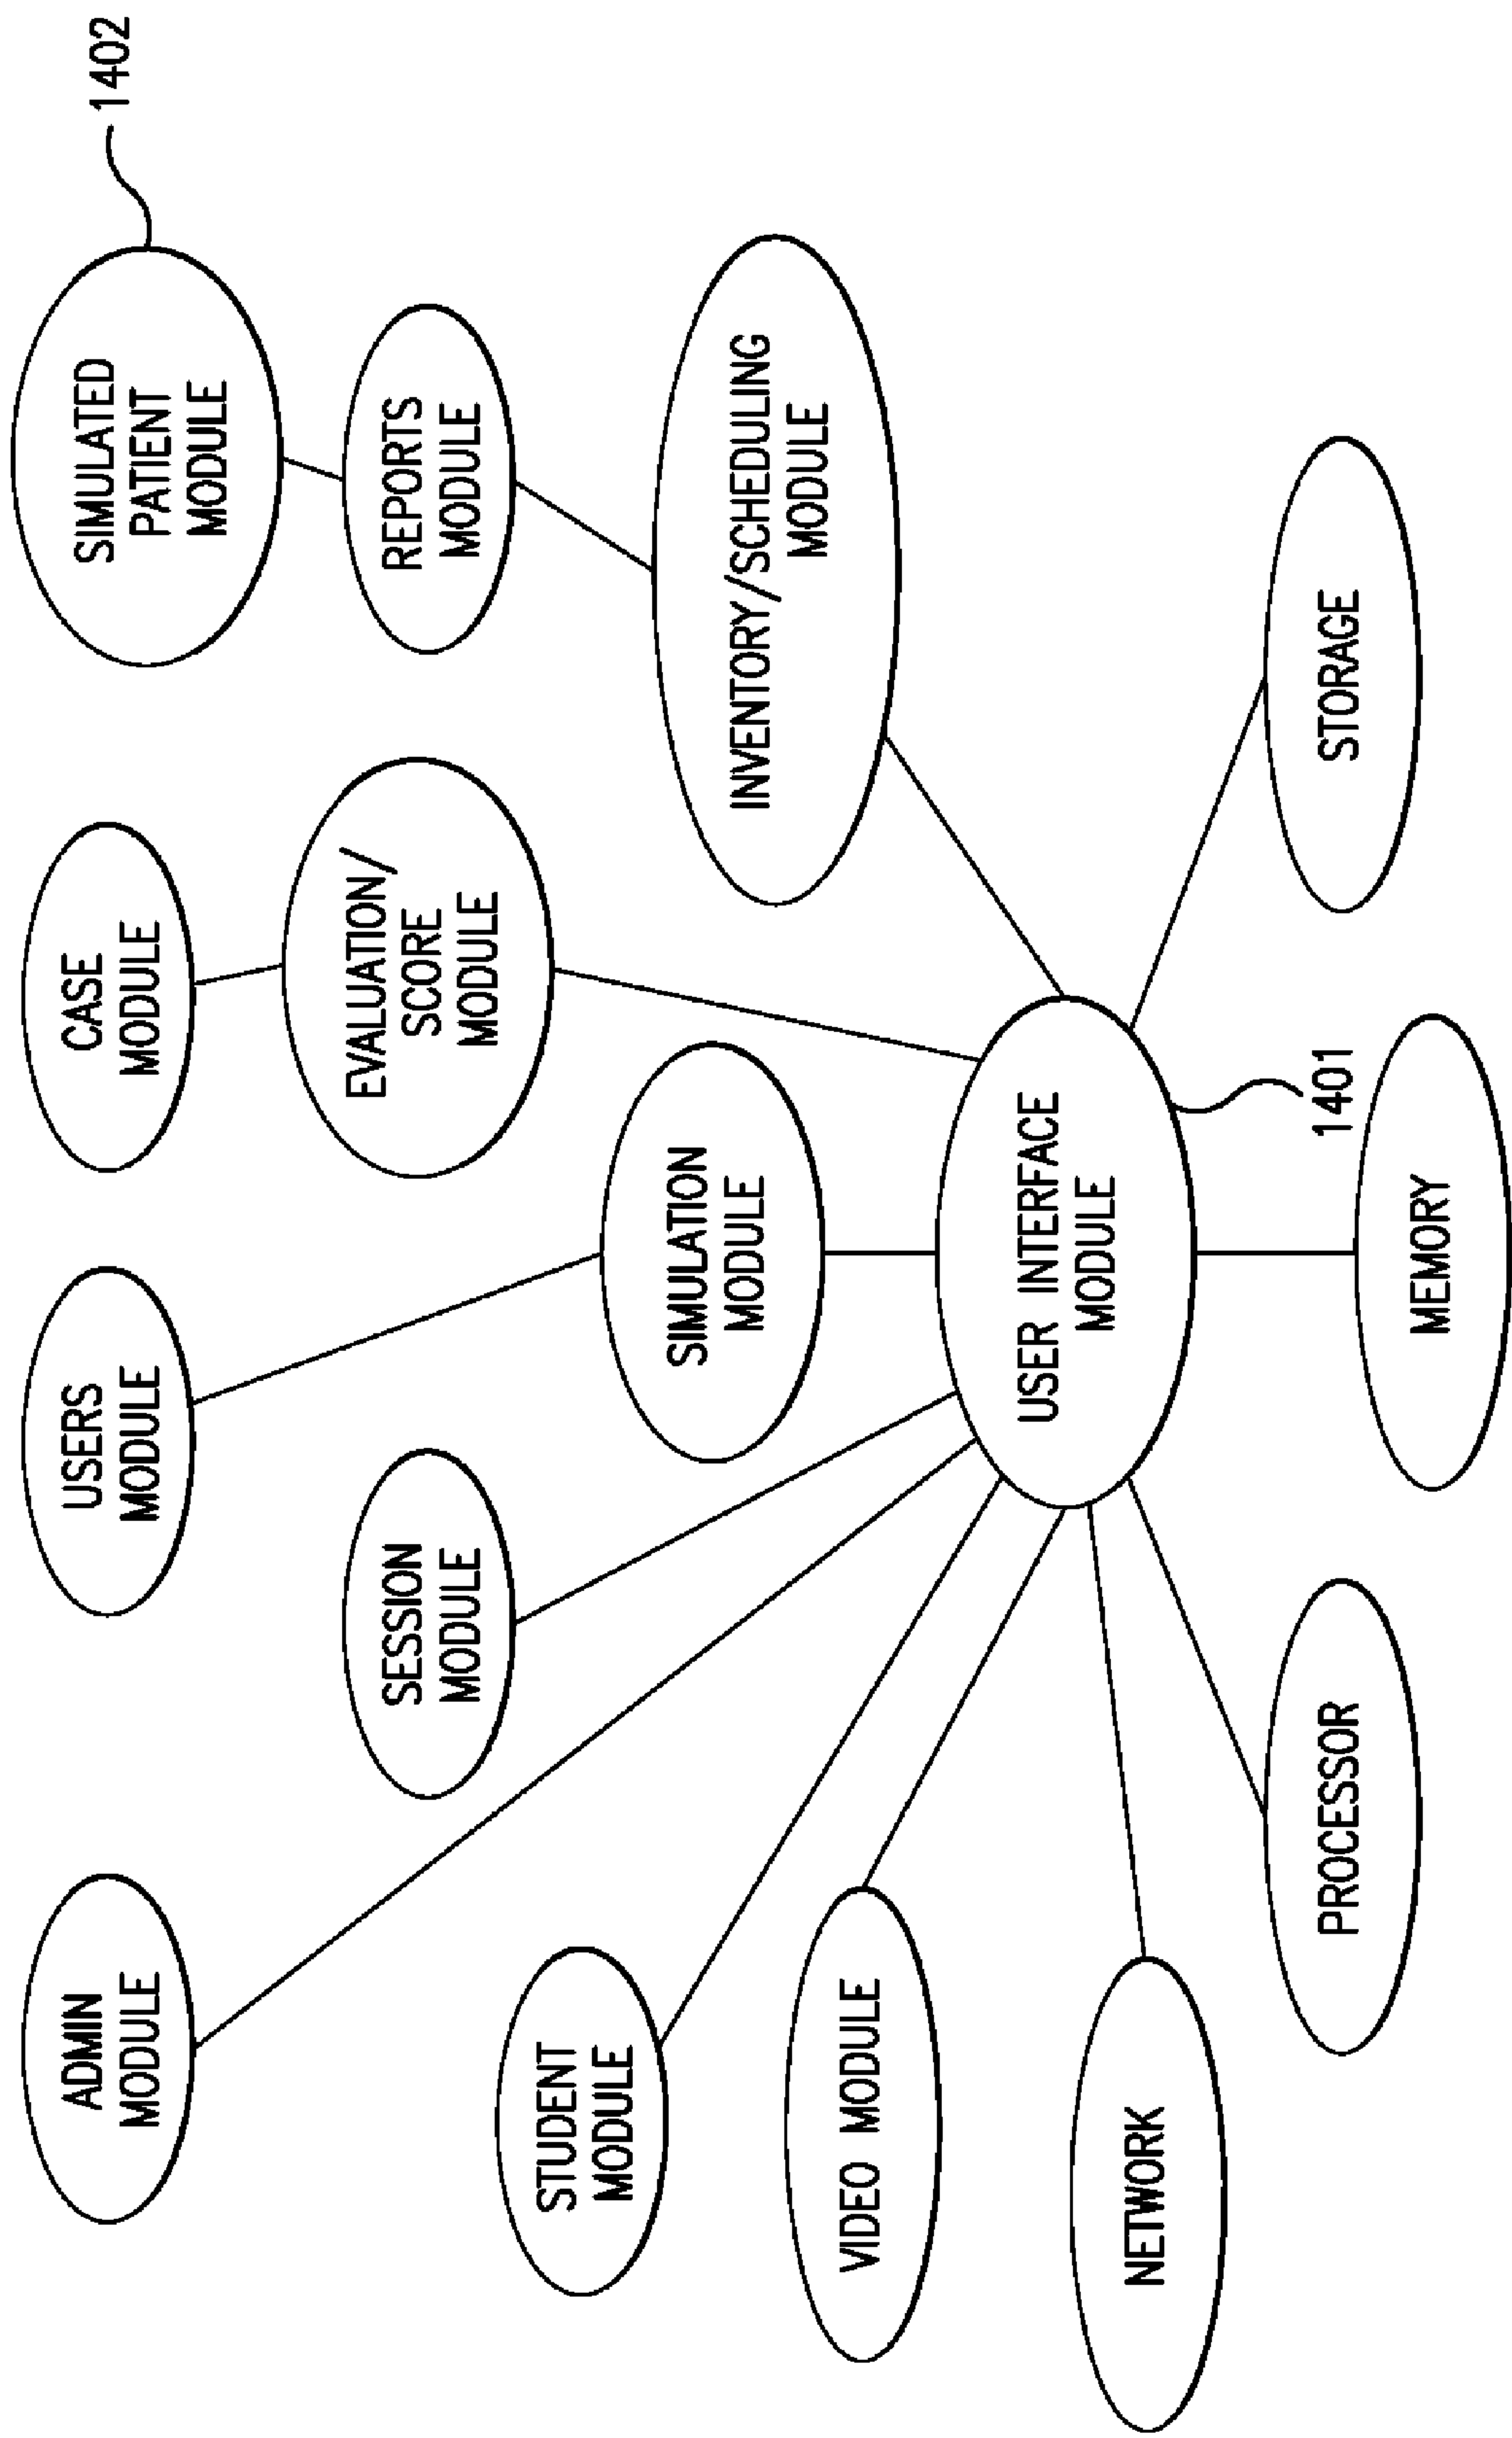 ADMIN
MODULE
USERS
MODULE
CASE
MODULE
SIMULATED
PATIENT
MODULE
1402
SESSION
MODULE
EVALUATION/
SCORE
MODULE
REPORTS
MODULE
STUDENT
MODULE
SIMULATION
MODULE
INVENTORY/SCHEDULING
MODULE
VIDEO MODULE
USER INTERFACE
MODULE
NETWORK
1401
PROCESSOR
STORAGE
MEMORY